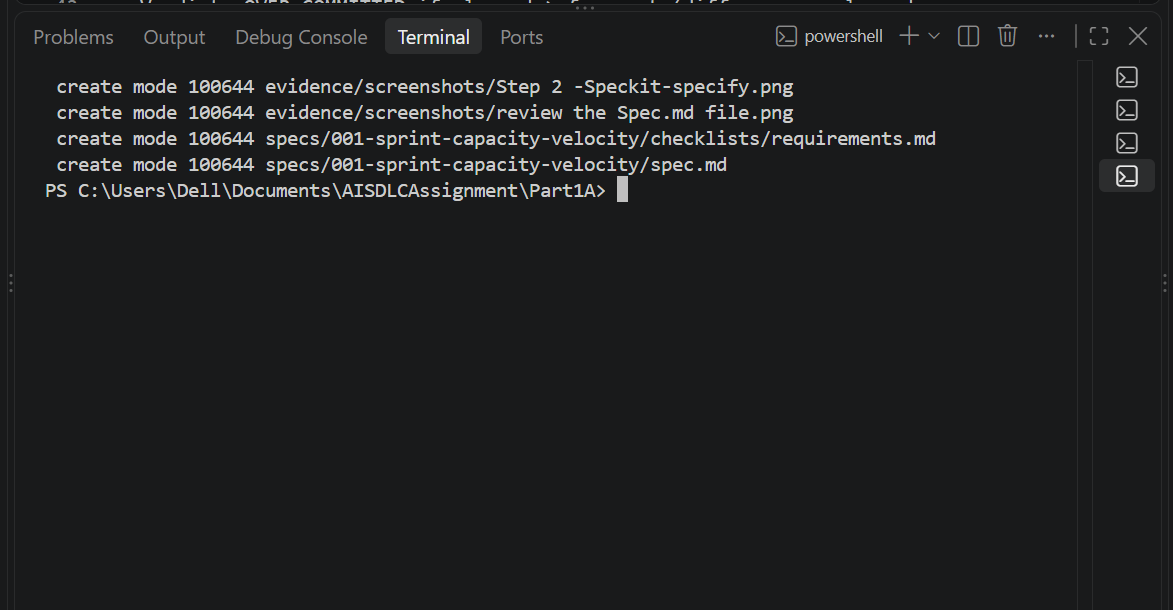 Problems Output Debug Console Terminal Ports powershell
create mode 100644 evidence/screenshots/Step 2 -Speckit-specify.png
create mode 100644 evidence/screenshots/review the Spec.md file.png
create mode 100644 specs/001-sprint-capacity-velocity/checklists/requirements.md
create mode 100644 specs/001-sprint-capacity-velocity/spec.md
PS C:\Users\Dell\Documents\AISDLCAssignment\Part1A>